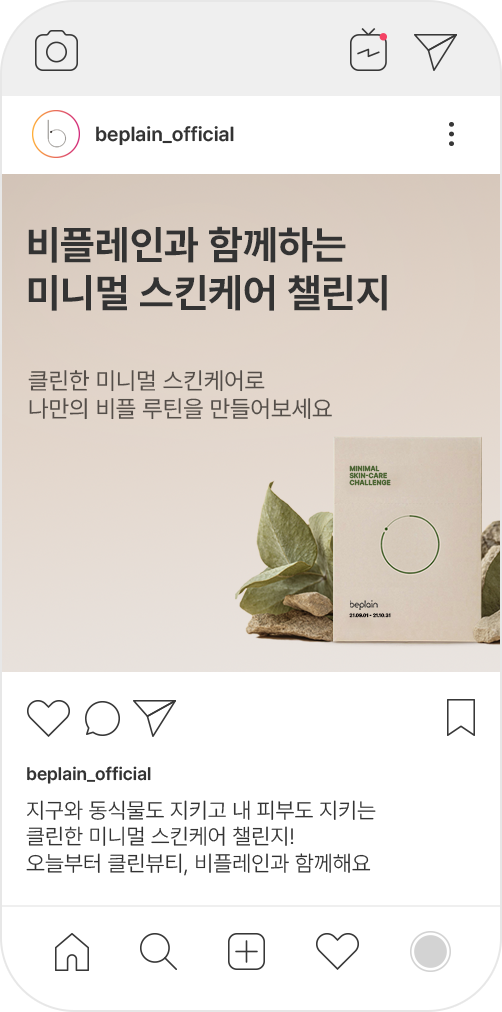 beplain_official
비플레인과 함께하는
미니멀 스킨케어 챌린지
클린한 미니멀 스킨케어로
나만의 비플 루틴을 만들어보세요
MINIMAL
SKIN-CARE
CHALLENGE
beplain
21.09.01 - 21.10.31
beplain_official
지구와 동식물도 지키고 내 피부도 지키는
클린한 미니멀 스킨케어 챌린지!
오늘부터 클린뷰티, 비플레인과 함께해요